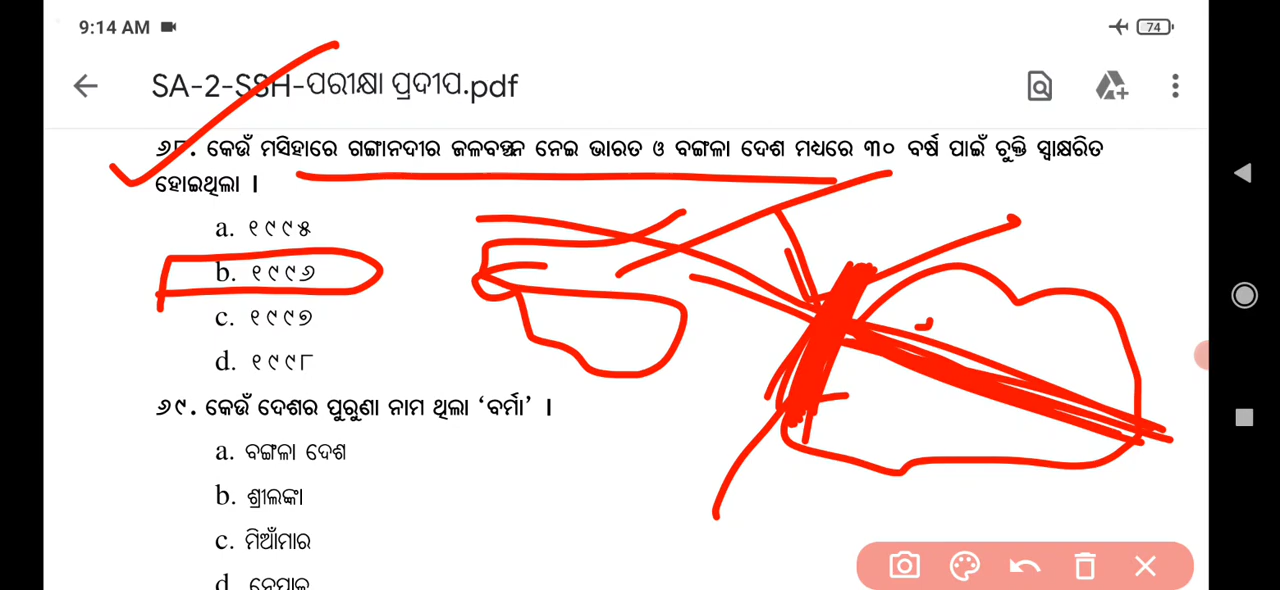 9:14 AM 74
SA-2-SSH-ପରୀକ୍ଷା ପ୍ରଦୀପ.pdf
୬୮. କେଉଁ ମସିହାରେ ଗଙ୍ଗାନଦୀର ଜଳବଣ୍ଟନ ନେଇ ଭାରତ ଓ ବଙ୍ଗଳା ଦେଶ ମଧ୍ୟରେ ୩୦ ବର୍ଷ ପାଇଁ ଚୁକ୍ତି ସ୍ୱାକ୍ଷରିତ
ହୋଇଥିଲା ।
a. ୧୯୯୫
b. ୧୯୯୬
c. ୧୯୯୭
d. ୧୯୯୮
୬୯. କେଉଁ ଦେଶର ପୁରୁଣା ନାମ ଥିଲା ‘ବର୍ମା’ ।
a. ବଙ୍ଗଳା ଦେଶ
b. ଶ୍ରୀଲଙ୍କା
c. ମିଆଁମାର
d. ନେପାଳ